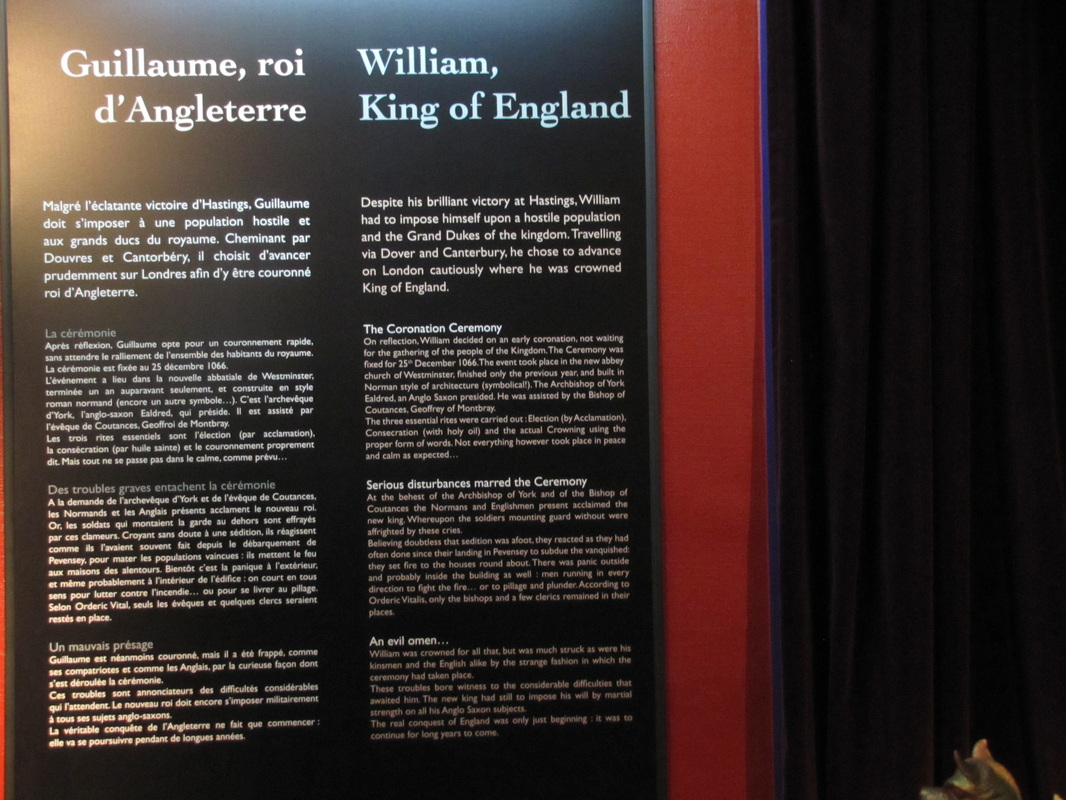 Guillaume, roi
d'Angleterre
Malgré l'éclatante victoire d'Hastings, Guillaume
doit s'imposer à une population hostile et
aux grands ducs du royaume. Cheminant par
Douvres et Cantorbéry, il choisit d'avancer
prudemment sur Londres afin d'y être couronné
roi d'Angleterre.
La cérémonie
Après réflexion, Guillaume opte pour un couronnement rapide,
sans attendre le ralliement de l'ensemble des habitants du royaume.
La cérémonie est fixée au 25 décembre 1066.
L'événement a lieu dans la nouvelle abbatiale de Westminster,
terminée un an auparavant seulement, et construite en style
roman normand (encore un autre symbole…). C'est l'archevêque
d'York, l'anglo-saxon Ealdred, qui préside. Il est assisté par
l'évêque de Coutances, Geoffroi de Montbray.
Les trois rites essentiels sont l'élection (par acclamation),
la consécration (par huile sainte) et le couronnement proprement
dit. Mais tout ne se passe pas dans le calme, comme prévu…
Des troubles graves entachent la cérémonie
A la demande de l'archevêque d'York et de l'évêque de Coutances,
les Normands et les Anglais présents acclament le nouveau roi.
Or, les soldats qui montaient la garde au dehors sont effrayés
par ces clameurs. Croyant sans doute à une sédition, ils réagissent
comme ils l'avaient souvent fait depuis le débarquement de
Pevensey, pour mater les populations vaincues : ils mettent le feu
aux maisons des alentours. Bientôt c'est la panique à l'extérieur,
et même probablement à l'intérieur de l'édifice : on court en tous
sens pour lutter contre l'incendie… ou pour se livrer au pillage.
Selon Orderic Vital, seuls les évêques et quelques clercs seraient
restés en place.
Un mauvais présage
Guillaume est néanmoins couronné, mais il a été frappé, comme
ses compatriotes et comme les Anglais, par la curieuse façon dont
s'est déroulée la cérémonie.
Ces troubles sont annonciateurs des difficultés considérables
qui l'attendent. Le nouveau roi doit encore s'imposer militairement
à tous ses sujets anglo-saxons.
La véritable conquête de l'Angleterre ne fait que commencer :
elle va se poursuivre pendant de longues années.
William,
King of England
Despite his brilliant victory at Hastings, William
had to impose himself upon a hostile population
and the Grand Dukes of the kingdom. Travelling
via Dover and Canterbury, he chose to advance
on London cautiously where he was crowned
King of England.
The Coronation Ceremony
On reflection, William decided on an early coronation, not waiting
for the gathering of the people of the Kingdom. The Ceremony was
fixed for 25th December 1066. The event took place in the new abbey
church of Westminster, finished only the previous year, and built in
Norman style of architecture (symbolical!). The Archbishop of York
Ealdred, an Anglo Saxon presided. He was assisted by the Bishop of
Coutances, Geoffrey of Montbray.
The three essential rites were carried out : Election (by Acclamation),
Consecration (with holy oil) and the actual Crowning using the
proper form of words. Not everything however took place in peace
and calm as expected…
Serious disturbances marred the Ceremony
At the behest of the Archbishop of York and of the Bishop of
Coutances the Normans and Englishmen present acclaimed the
new king. Whereupon the soldiers mounting guard without were
affrighted by these cries.
Believing doubtless that sedition was afoot, they reacted as they had
often done since their landing in Pevensey to subdue the vanquished:
they set fire to the houses round about. There was panic outside
and probably inside the building as well : men running in every
direction to fight the fire… or to pillage and plunder. According to
Orderic Vitalis, only the bishops and a few clerics remained in their
places.
An evil omen…
William was crowned for all that, but was much struck as were his
kinsmen and the English alike by the strange fashion in which the
ceremony had taken place.
These troubles bore witness to the considerable difficulties that
awaited him. The new king had still to impose his will by martial
strength on all his Anglo Saxon subjects.
The real conquest of England was only just beginning : it was to
continue for long years to come.